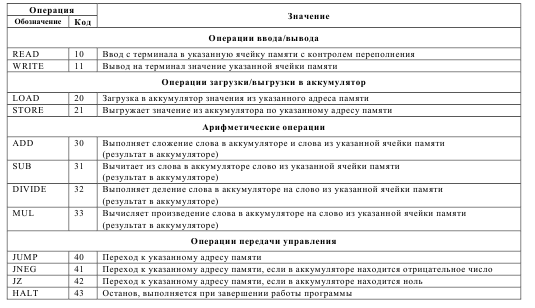 Операция Значение
Обозначение Код
Операции ввода/вывода
READ 10 Ввод с терминала в указанную ячейку памяти с контролем переполнения
WRITE 11 Вывод на терминал значение указанной ячейки памяти
Операции загрузки/выгрузки в аккумулятор
LOAD 20 Загрузка в аккумулятор значения из указанного адреса памяти
STORE 21 Выгружает значение из аккумулятора по указанному адресу памяти
Арифметические операции
ADD 30 Выполняет сложение слова в аккумуляторе и слова из указанной ячейки памяти
(результат в аккумуляторе)
SUB 31 Вычитает из слова в аккумуляторе слово из указанной ячейки памяти
(результат в аккумуляторе)
DIVIDE 32 Выполняет деление слова в аккумуляторе на слово из указанной ячейки памяти
(результат в аккумуляторе)
MUL 33 Вычисляет произведение слова в аккумуляторе на слово из указанной ячейки памяти
(результат в аккумуляторе)
Операции передачи управления
JUMP 40 Переход к указанному адресу памяти
JNEG 41 Переход к указанному адресу памяти, если в аккумуляторе находится отрицательное число
JZ 42 Переход к указанному адресу памяти, если в аккумуляторе находится ноль
HALT 43 Останов, выполняется при завершении работы программы